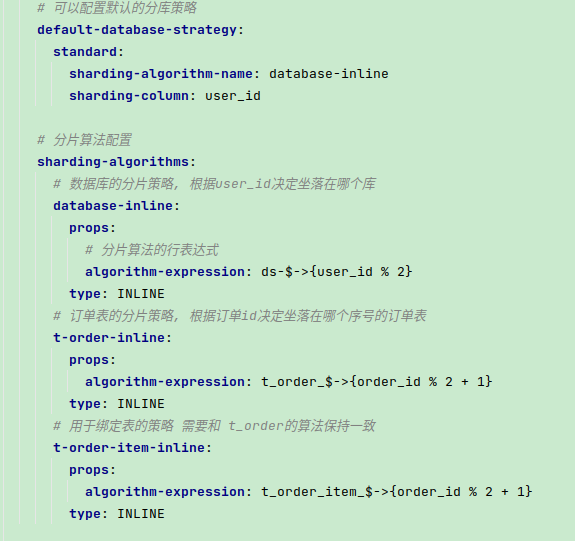 # 可以配置默认的分库策略
default-database-strategy:
standard:
sharding-algorithm-name: database-inline
sharding-column: user_id
# 分片算法配置
sharding-algorithms:
# 数据库的分片策略, 根据user_id决定坐落在哪个库
database-inline:
props:
# 分片算法的行表达式
algorithm-expression: ds-$->{user_id % 2}
type: INLINE
# 订单表的分片策略, 根据订单id决定坐落在哪个序号的订单表
t-order-inline:
props:
algorithm-expression: t_order_$->{order_id % 2 + 1}
type: INLINE
# 用于绑定表的策略 需要和 t_order的算法保持一致
t-order-item-inline:
props:
algorithm-expression: t_order_item_$->{order_id % 2 + 1}
type: INLINE